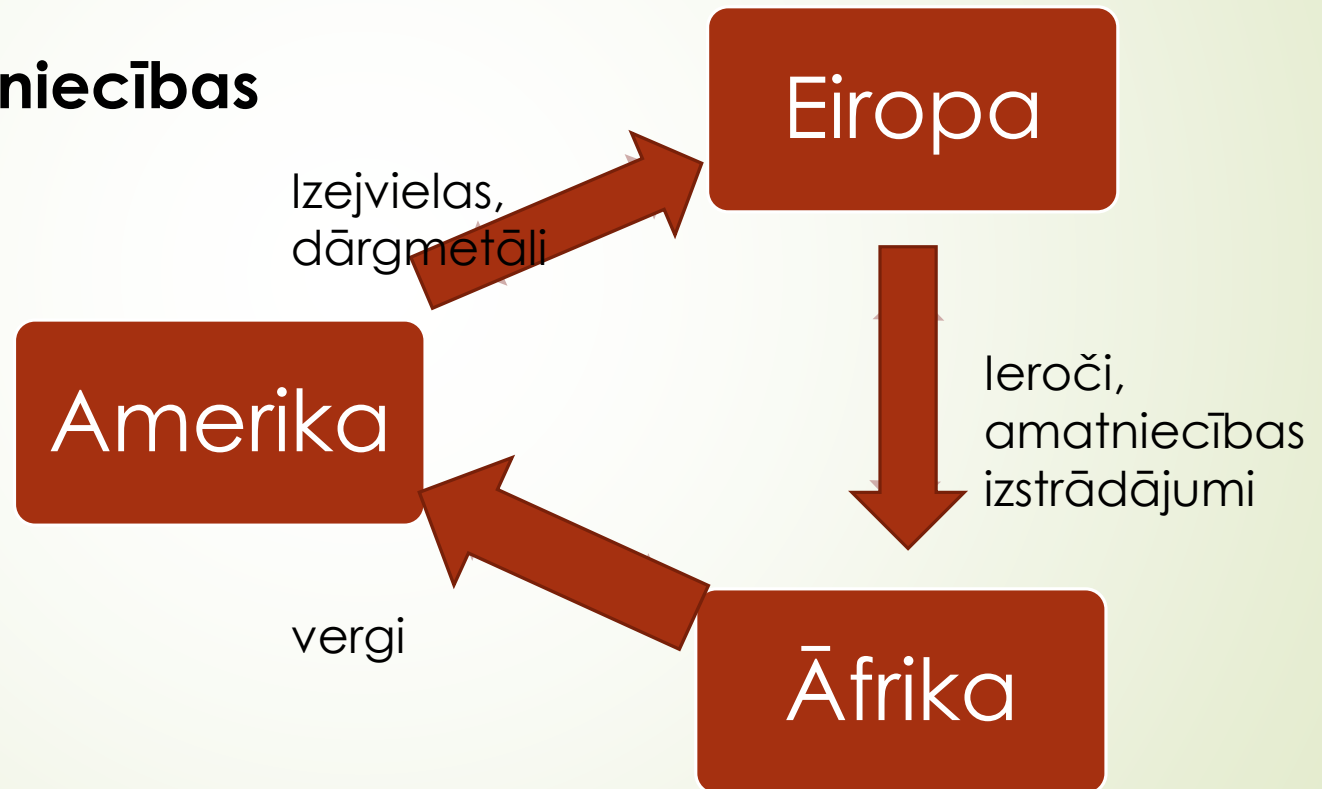 niecības
Eiropa
Izejvielas,
dārgmetāli
Amerika
Ieroči,
amatniecības
izstrādājumi
vergi
Āfrika